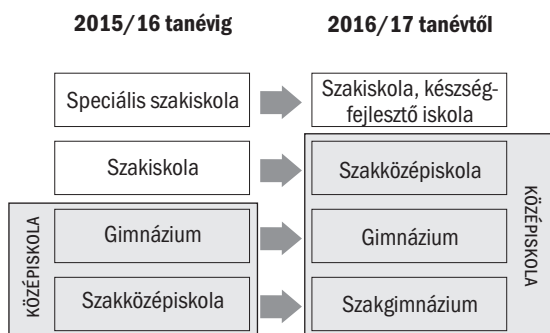 2015/16 tanévig
2016/17 tanévtől
Speciális szakiskola
Szakiskola, készség-
fejlesztő iskola
Szakiskola
Szakközépiskola
KÖZÉPISKOLA
Gimnázium
Gimnázium
KÖZÉPISKOLA
Szakközépiskola
Szakgimnázium